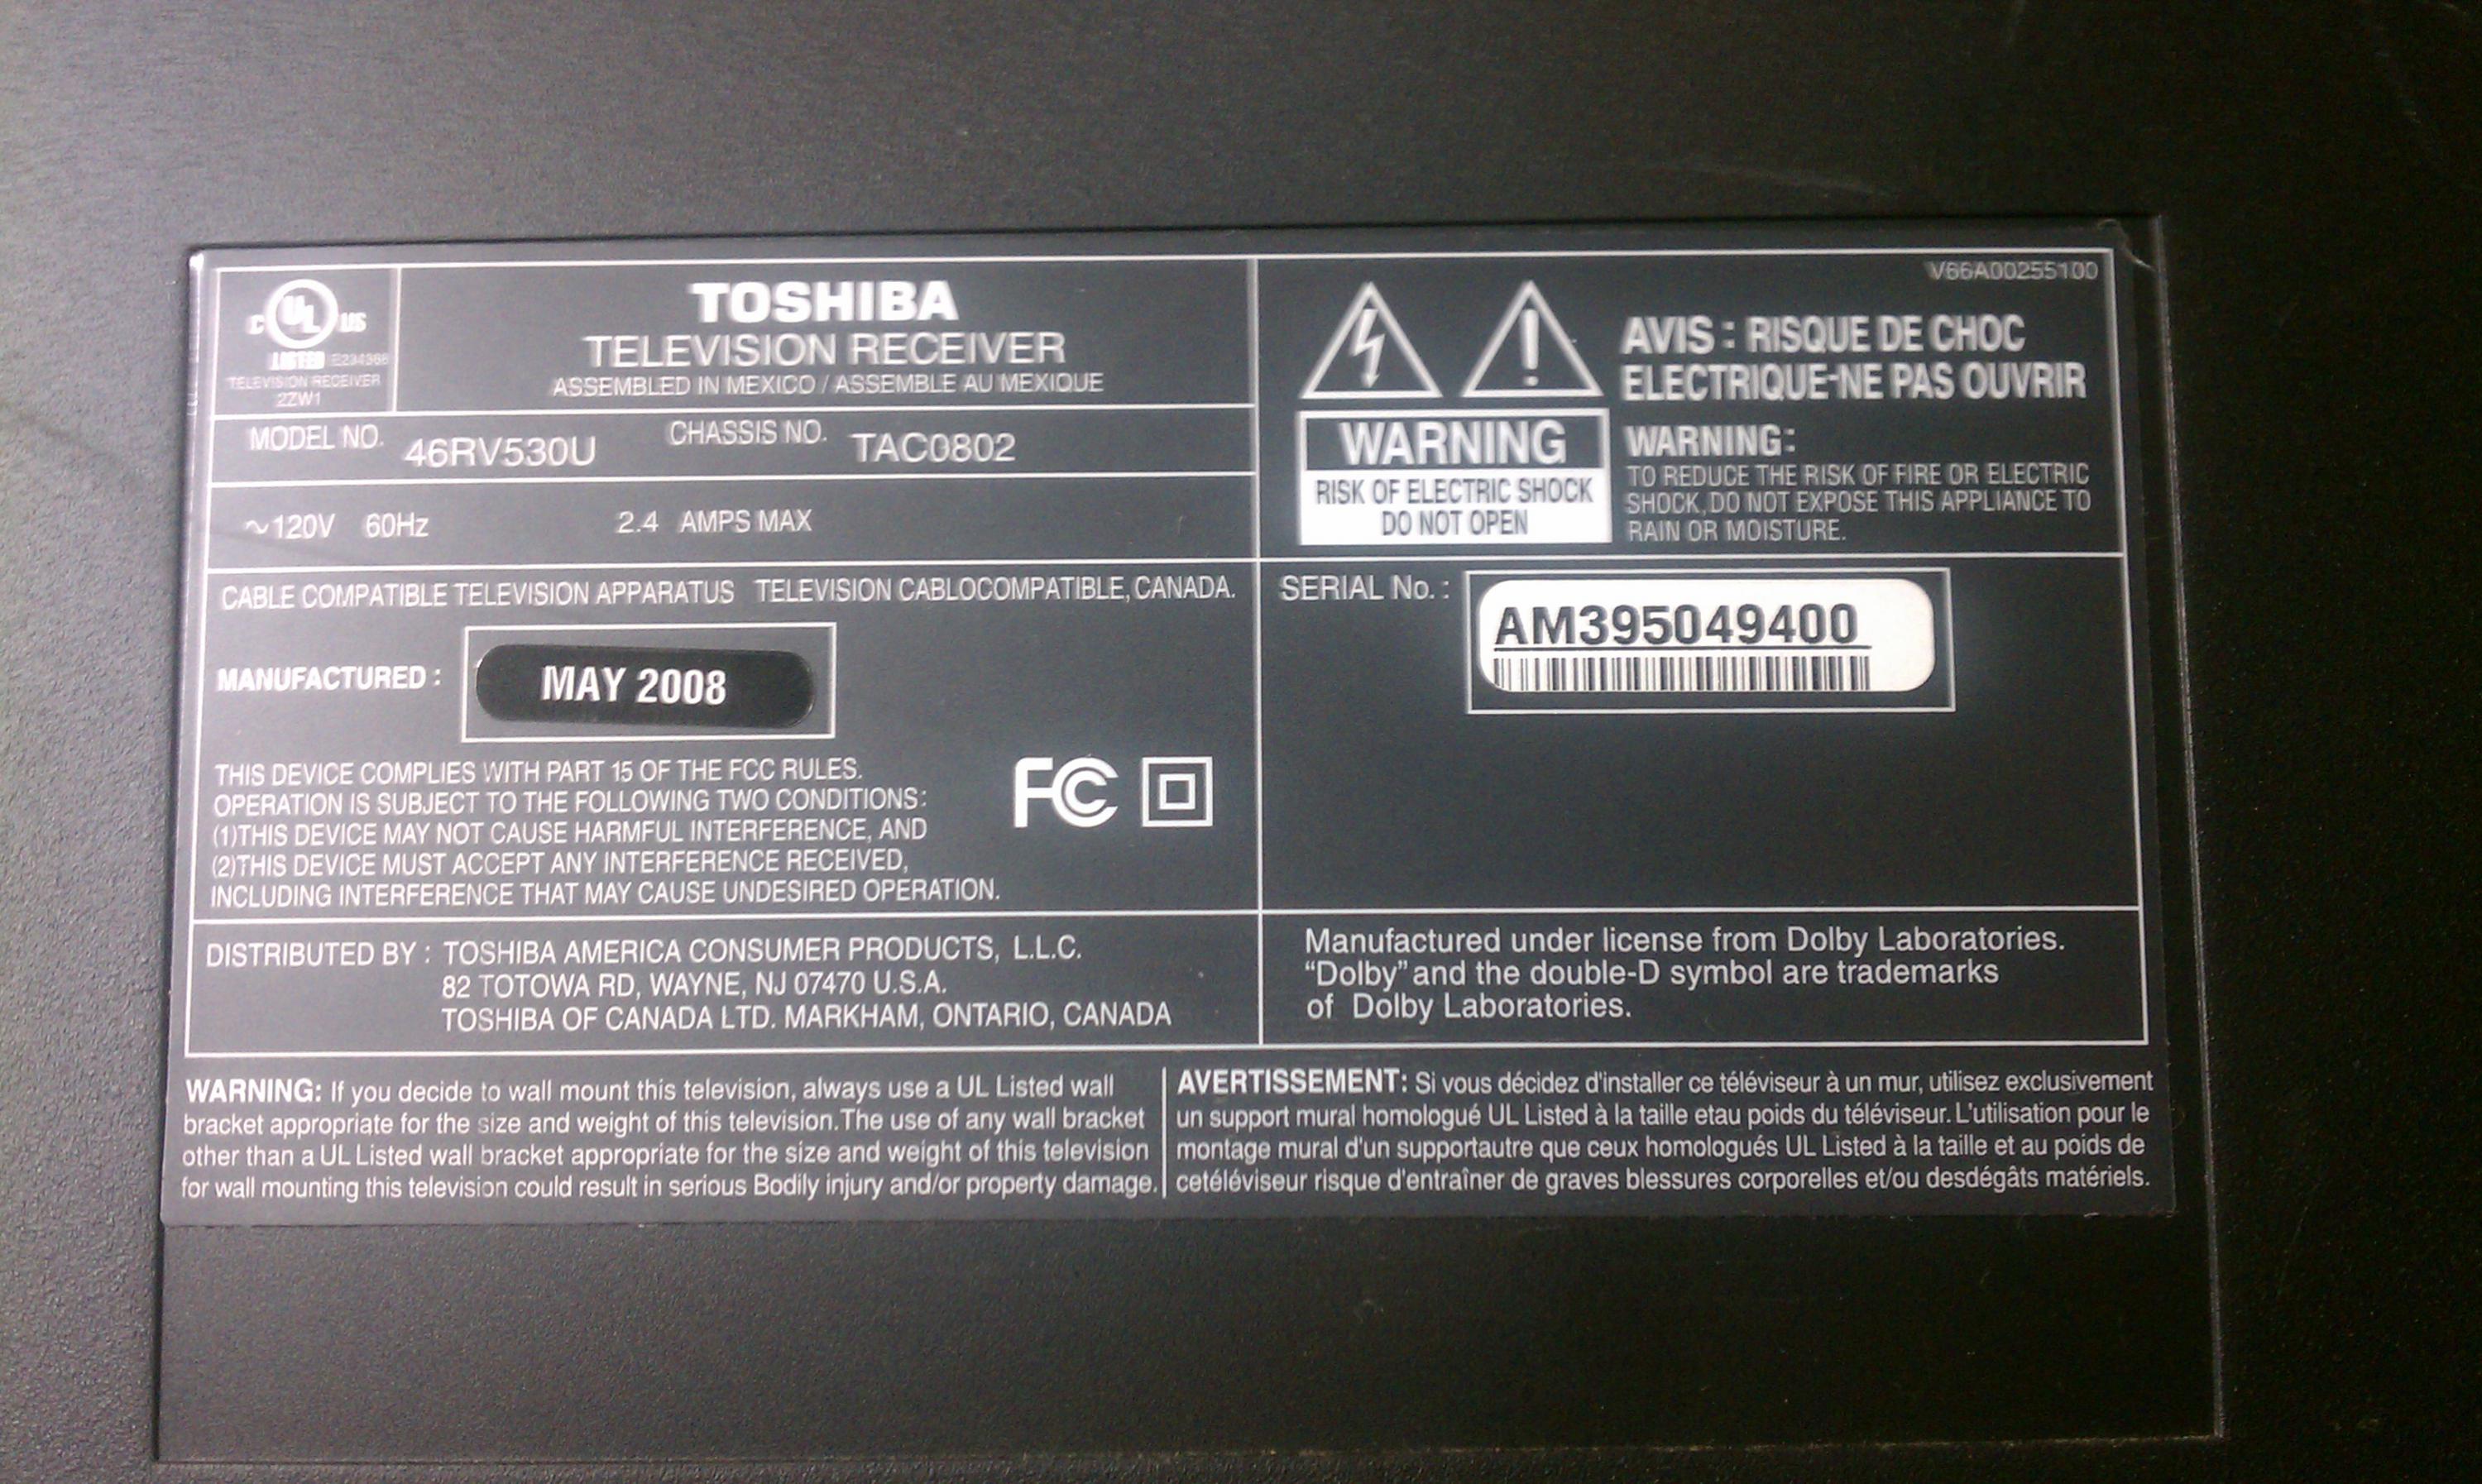 V66A00255100
C UL US
LISTED E234368
TELEVISION RECEIVER
2ZW1
TOSHIBA
TELEVISION RECEIVER
ASSEMBLED IN MEXICO / ASSEMBLE AU MEXIQUE
MODEL NO. 46RV530U CHASSIS NO. TAC0802
~120V 60Hz 2.4 AMPS MAX
CABLE COMPATIBLE TELEVISION APPARATUS TELEVISION CABLOCOMPATIBLE, CANADA.
MANUFACTURED : MAY 2008
THIS DEVICE COMPLIES WITH PART 15 OF THE FCC RULES.
OPERATION IS SUBJECT TO THE FOLLOWING TWO CONDITIONS:
(1)THIS DEVICE MAY NOT CAUSE HARMFUL INTERFERENCE, AND
(2)THIS DEVICE MUST ACCEPT ANY INTERFERENCE RECEIVED,
INCLUDING INTERFERENCE THAT MAY CAUSE UNDESIRED OPERATION.
FC
DISTRIBUTED BY : TOSHIBA AMERICA CONSUMER PRODUCTS, L.L.C.
82 TOTOWA RD, WAYNE, NJ 07470 U.S.A.
TOSHIBA OF CANADA LTD. MARKHAM, ONTARIO, CANADA
AVIS : RISQUE DE CHOC
ELECTRIQUE-NE PAS OUVRIR
WARNING
RISK OF ELECTRIC SHOCK
DO NOT OPEN
WARNING:
TO REDUCE THE RISK OF FIRE OR ELECTRIC
SHOCK, DO NOT EXPOSE THIS APPLIANCE TO
RAIN OR MOISTURE.
SERIAL No. : AM395049400
Manufactured under license from Dolby Laboratories.
“Dolby” and the double-D symbol are trademarks
of Dolby Laboratories.
WARNING: If you decide to wall mount this television, always use a UL Listed wall
bracket appropriate for the size and weight of this television. The use of any wall bracket
other than a UL Listed wall bracket appropriate for the size and weight of this television
for wall mounting this television could result in serious Bodily injury and/or property damage.
AVERTISSEMENT: Si vous décidez d'installer ce téléviseur à un mur, utilisez exclusivement
un support mural homologué UL Listed à la taille etau poids du téléviseur. L'utilisation pour le
montage mural d'un supportautre que ceux homologués UL Listed à la taille et au poids de
cetéléviseur risque d'entraîner de graves blessures corporelles et/ou desdégâts matériels.